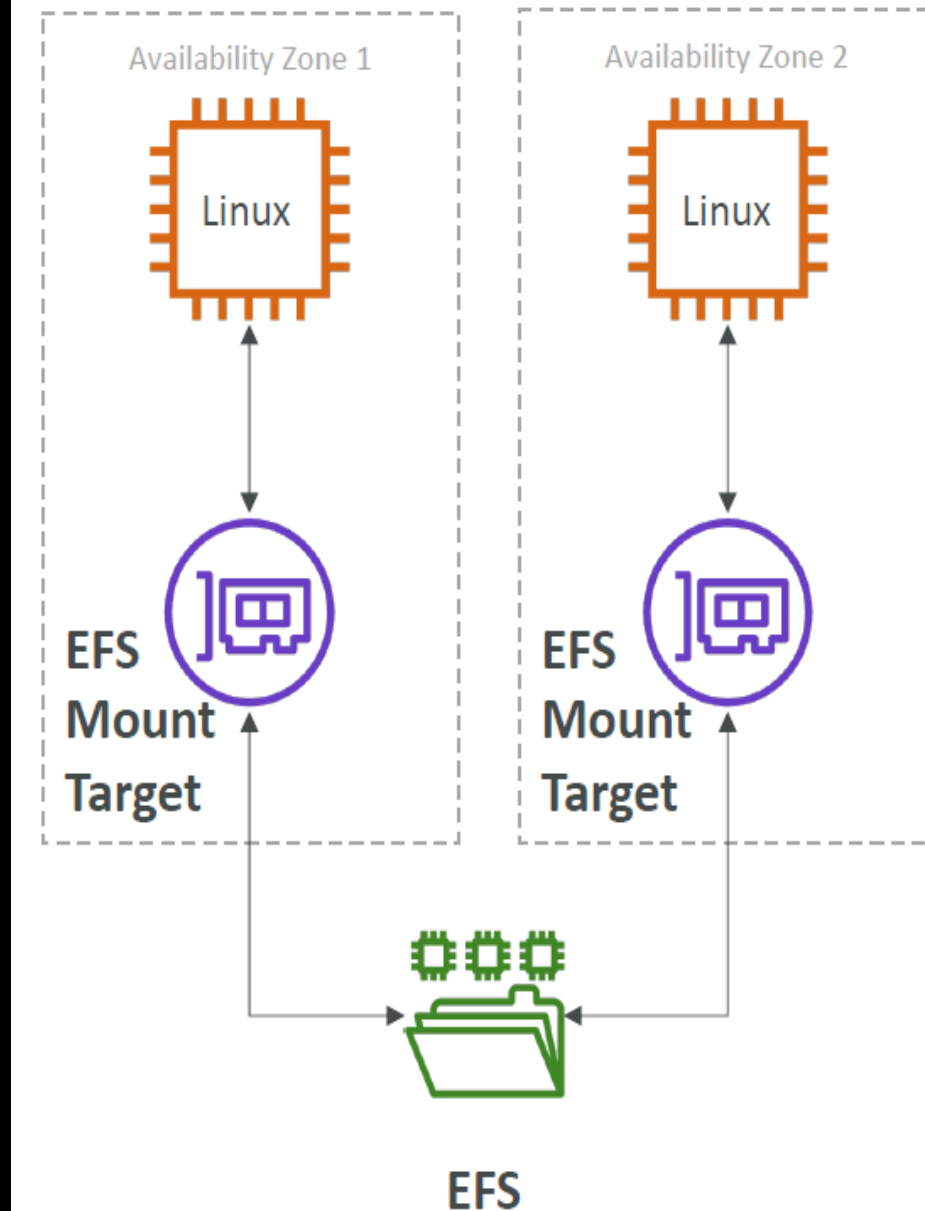 Availability Zone 1
Availability Zone 2
Linux
Linux
EFS
Mount
Target
EFS
Mount
Target
EFS